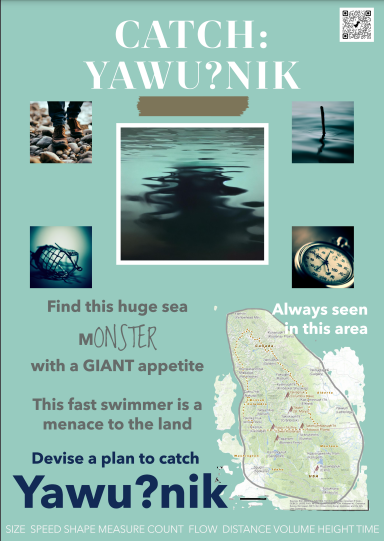 CATCH:
YAWU?NIK
Find this huge sea
MONSTER
with a GIANT appetite
This fast swimmer is a
menace to the land
Always seen
in this area
Devise a plan to catch
Yawu?nik
SIZE SPEED SHAPE MEASURE COUNT FLOW DISTANCE VOLUME HEIGHT TIME